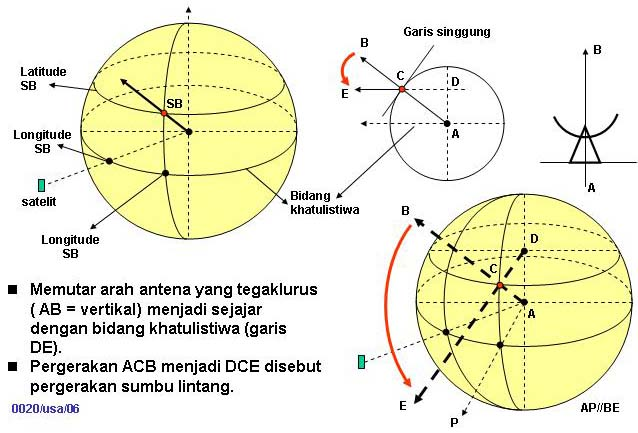 Latitude
SB
SB
Longitude
SB
satelit
Longitude
SB
Bidang
khatulistiwa
Garis singgung
B
C
D
E
A
B
A
B
D
C
A
E
P
AP//BE
Memutar arah antena yang tegaklurus
( AB = vertikal) menjadi sejajar
dengan bidang khatulistiwa (garis
DE).
Pergerakan ACB menjadi DCE disebut
pergerakan sumbu lintang.
0020/usa/06